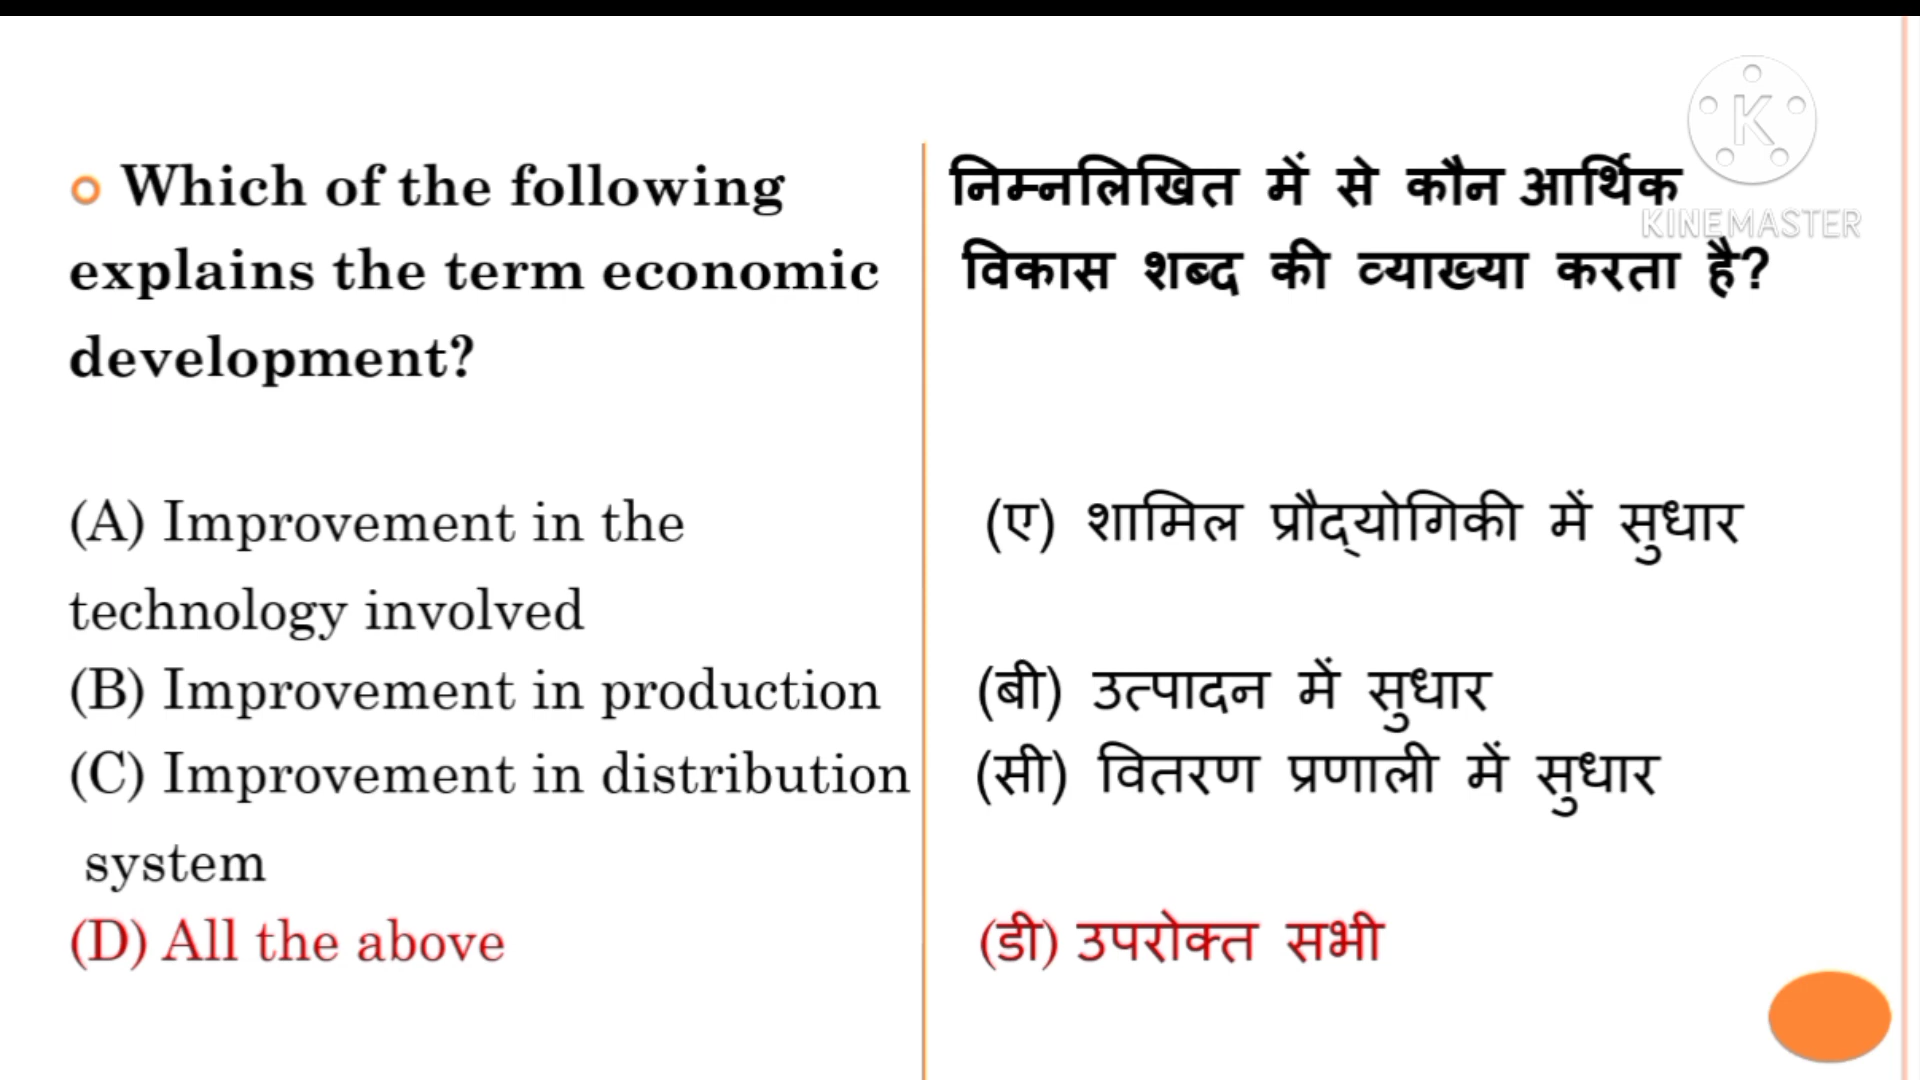 Which of the following
explains the term economic
development?
(A) Improvement in the
technology involved
(B) Improvement in production
(C) Improvement in distribution
system
(D) All the above
निम्नलिखित में से कौन आर्थिक
विकास शब्द की व्याख्या करता है?
(ए) शामिल प्रौद्योगिकी में सुधार
(बी) उत्पादन में सुधार
(सी) वितरण प्रणाली में सुधार
(डी) उपरोक्त सभी
K
KINEMASTER